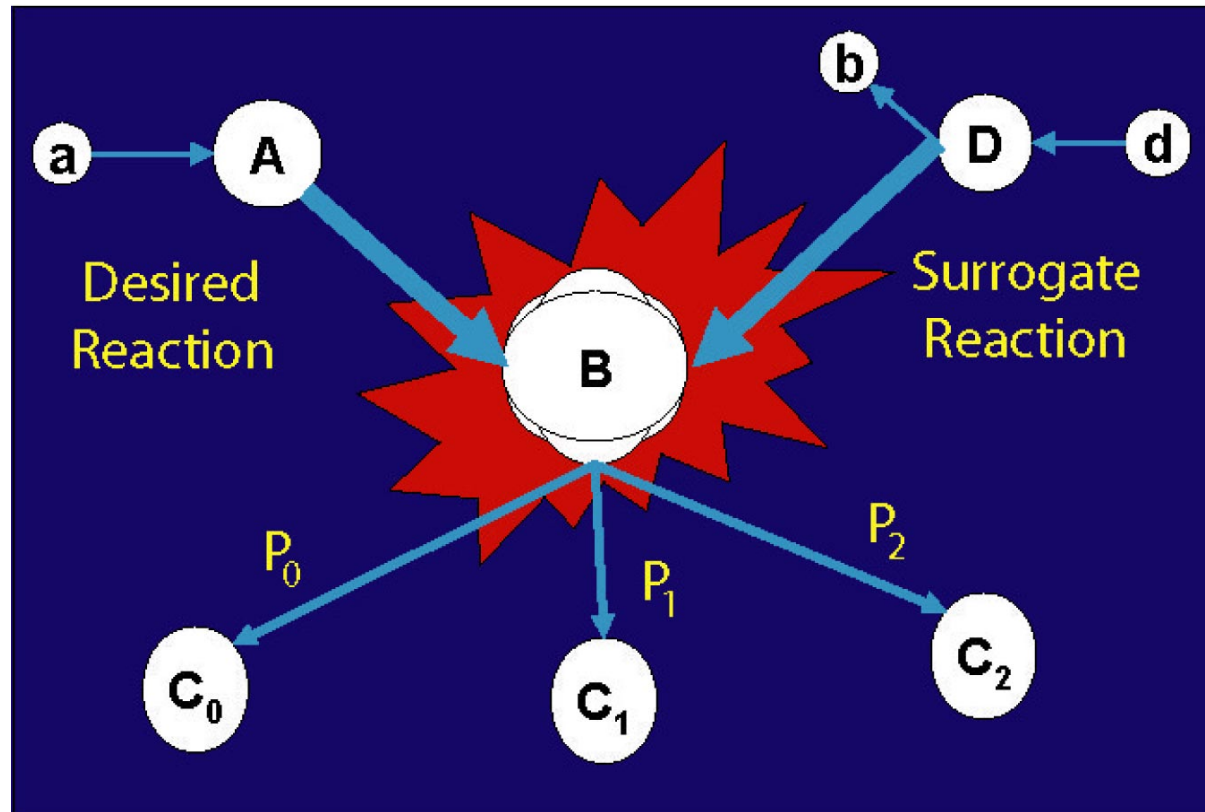 b
a
A
D
d
Desired
Reaction
Surrogate
Reaction
B
P₀
P₁
P₂
C₀
C₁
C₂